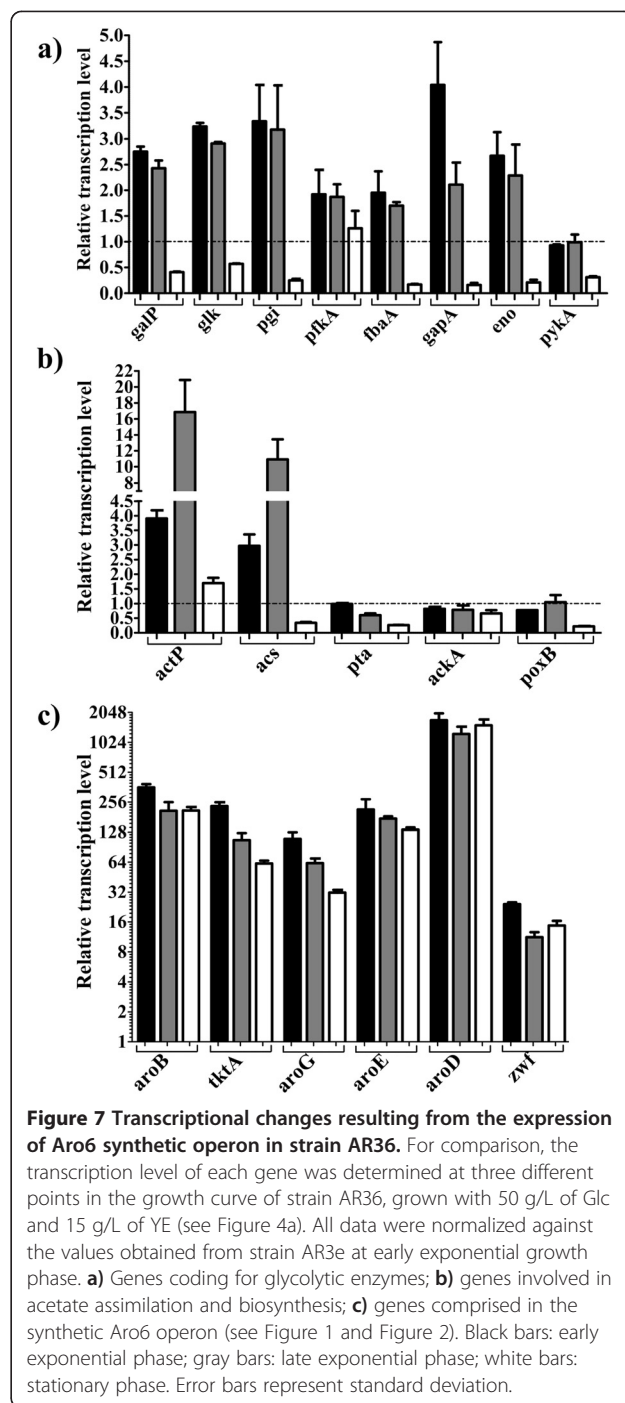 a)
Relative transcription level
5.0
4.5
4.0
3.5
3.0
2.5
2.0
1.5
1.0
0.5
0.0
galP glk pgi pfkA fbaA gapA eno pykA
b)
Relative transcription level
22
20
18
16
14
12
10
8
4.5
4.0
3.5
3.0
2.5
2.0
1.5
1.0
0.5
0.0
actP acs pta ackA poxB
c)
Relative transcription level
2048
1024
512
256
128
64
32
16
8
4
2
1
aroB tktA aroG aroE aroD zwf
Figure 7 Transcriptional changes resulting from the expression
of Aro6 synthetic operon in strain AR36. For comparison, the
transcription level of each gene was determined at three different
points in the growth curve of strain AR36, grown with 50 g/L of Glc
and 15 g/L of YE (see Figure 4a). All data were normalized against
the values obtained from strain AR3e at early exponential growth
phase. a) Genes coding for glycolytic enzymes; b) genes involved in
acetate assimilation and biosynthesis; c) genes comprised in the
synthetic Aro6 operon (see Figure 1 and Figure 2). Black bars: early
exponential phase; gray bars: late exponential phase; white bars:
stationary phase. Error bars represent standard deviation.